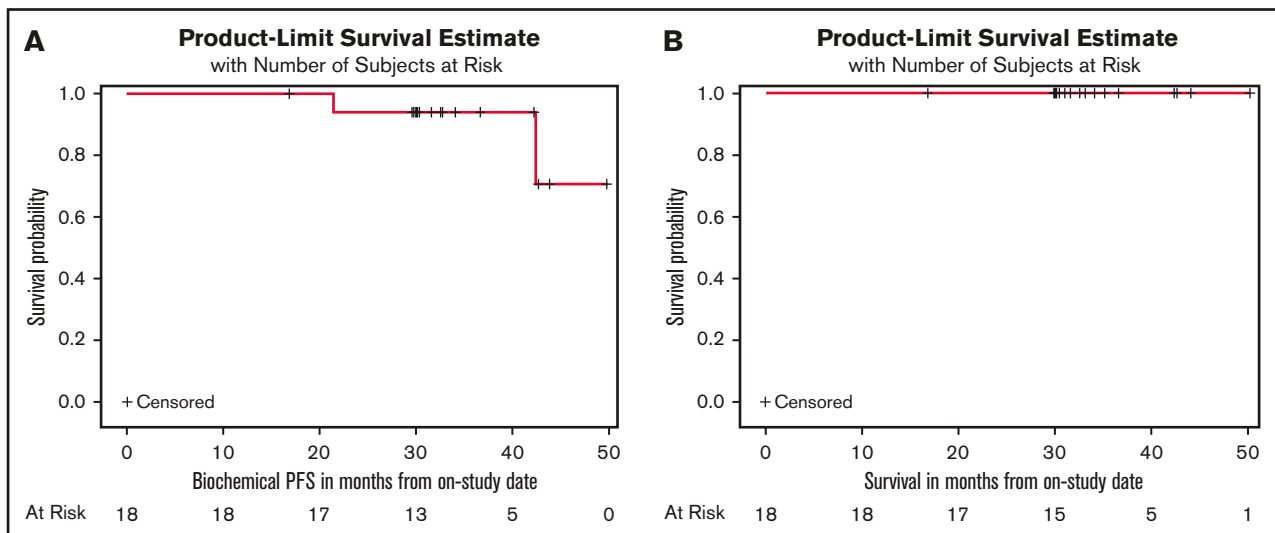 A
Product-Limit Survival Estimate
with Number of Subjects at Risk
Survival probability
1.0
0.8
0.6
0.4
0.2
0.0
+ Censored
0 10 20 30 40 50
Biochemical PFS in months from on-study date
At Risk 18 18 17 13 5 0
B
Product-Limit Survival Estimate
with Number of Subjects at Risk
Survival probability
1.0
0.8
0.6
0.4
0.2
0.0
+ Censored
0 10 20 30 40 50
Survival in months from on-study date
At Risk 18 18 17 15 5 1